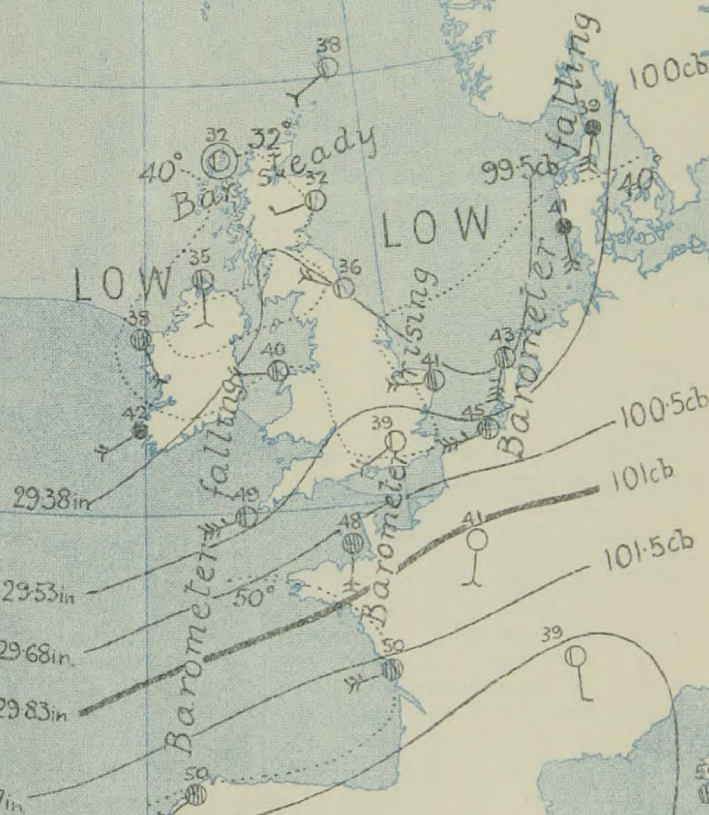 38
falling
100cb
39
32
32°
40°
Bar
steady
32
99.5cb
40°
41
LOW
LOW
35
36
rising
38
40
41
43
Barometer
42
39
45
100.5cb
falling
29.38in
49
101cb
48
41
Barometer
101.5cb
29.53in
50°
29.68in.
39
50
Barometer
29.83in
50
in.